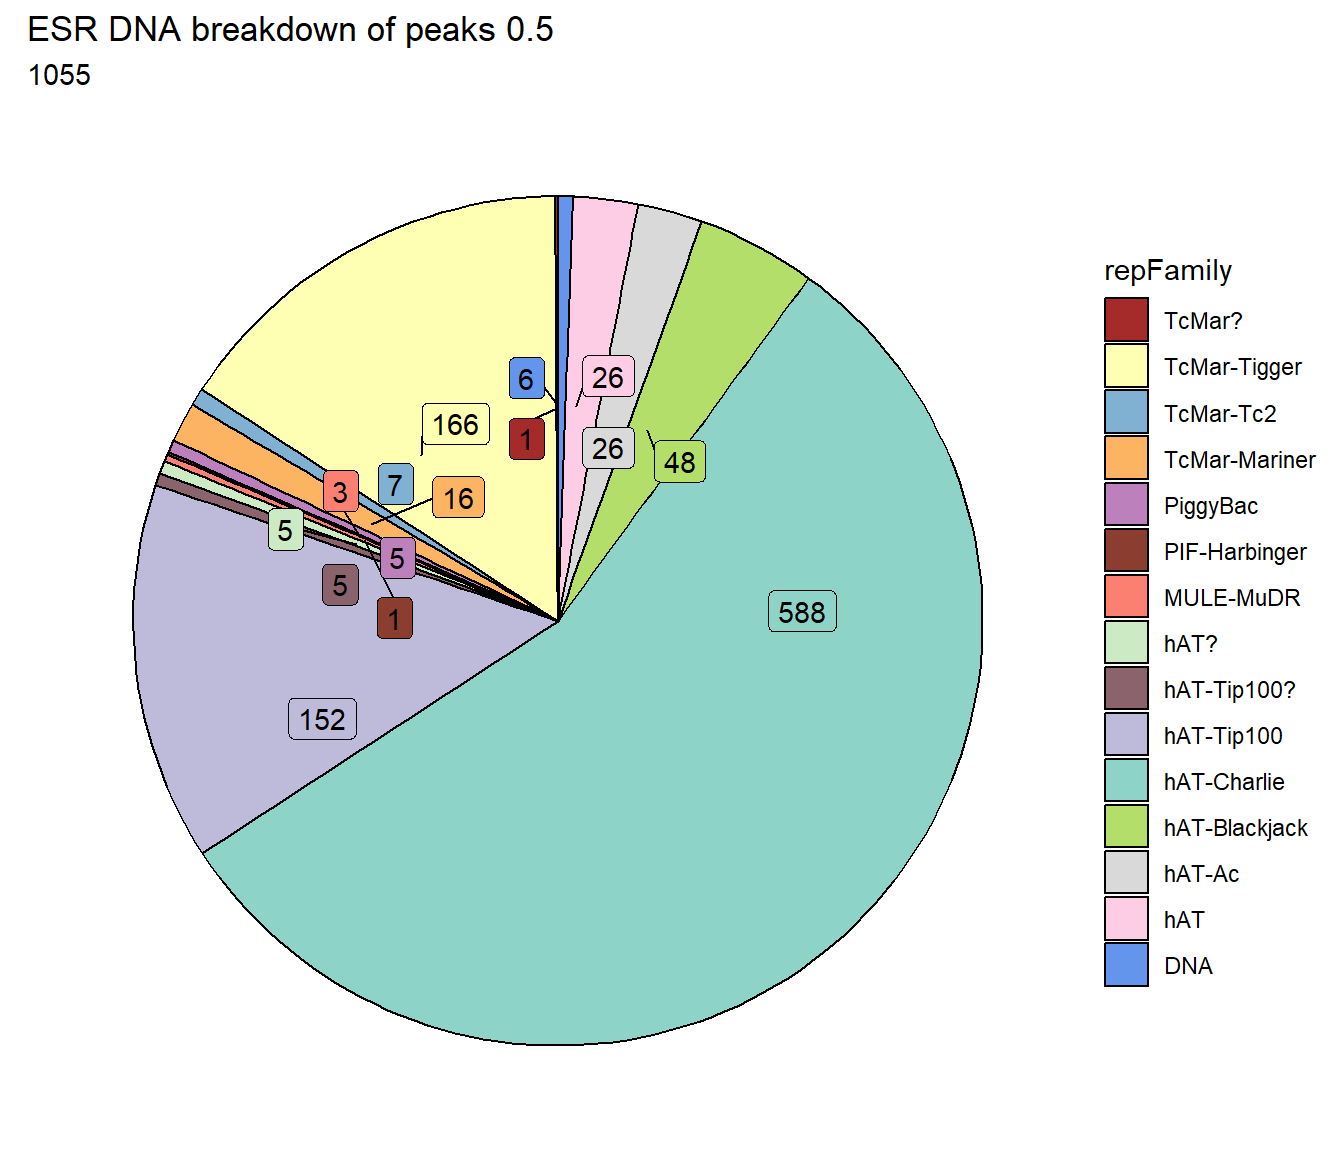 ESR DNA breakdown of peaks 0.5
1055
6
26
1
166
26
48
3
7
16
5
5
5
1
588
152
repFamily
TcMar?
TcMar-Tigger
TcMar-Tc2
TcMar-Mariner
PiggyBac
PIF-Harbinger
MULE-MuDR
hAT?
hAT-Tip100?
hAT-Tip100
hAT-Charlie
hAT-Blackjack
hAT-Ac
hAT
DNA